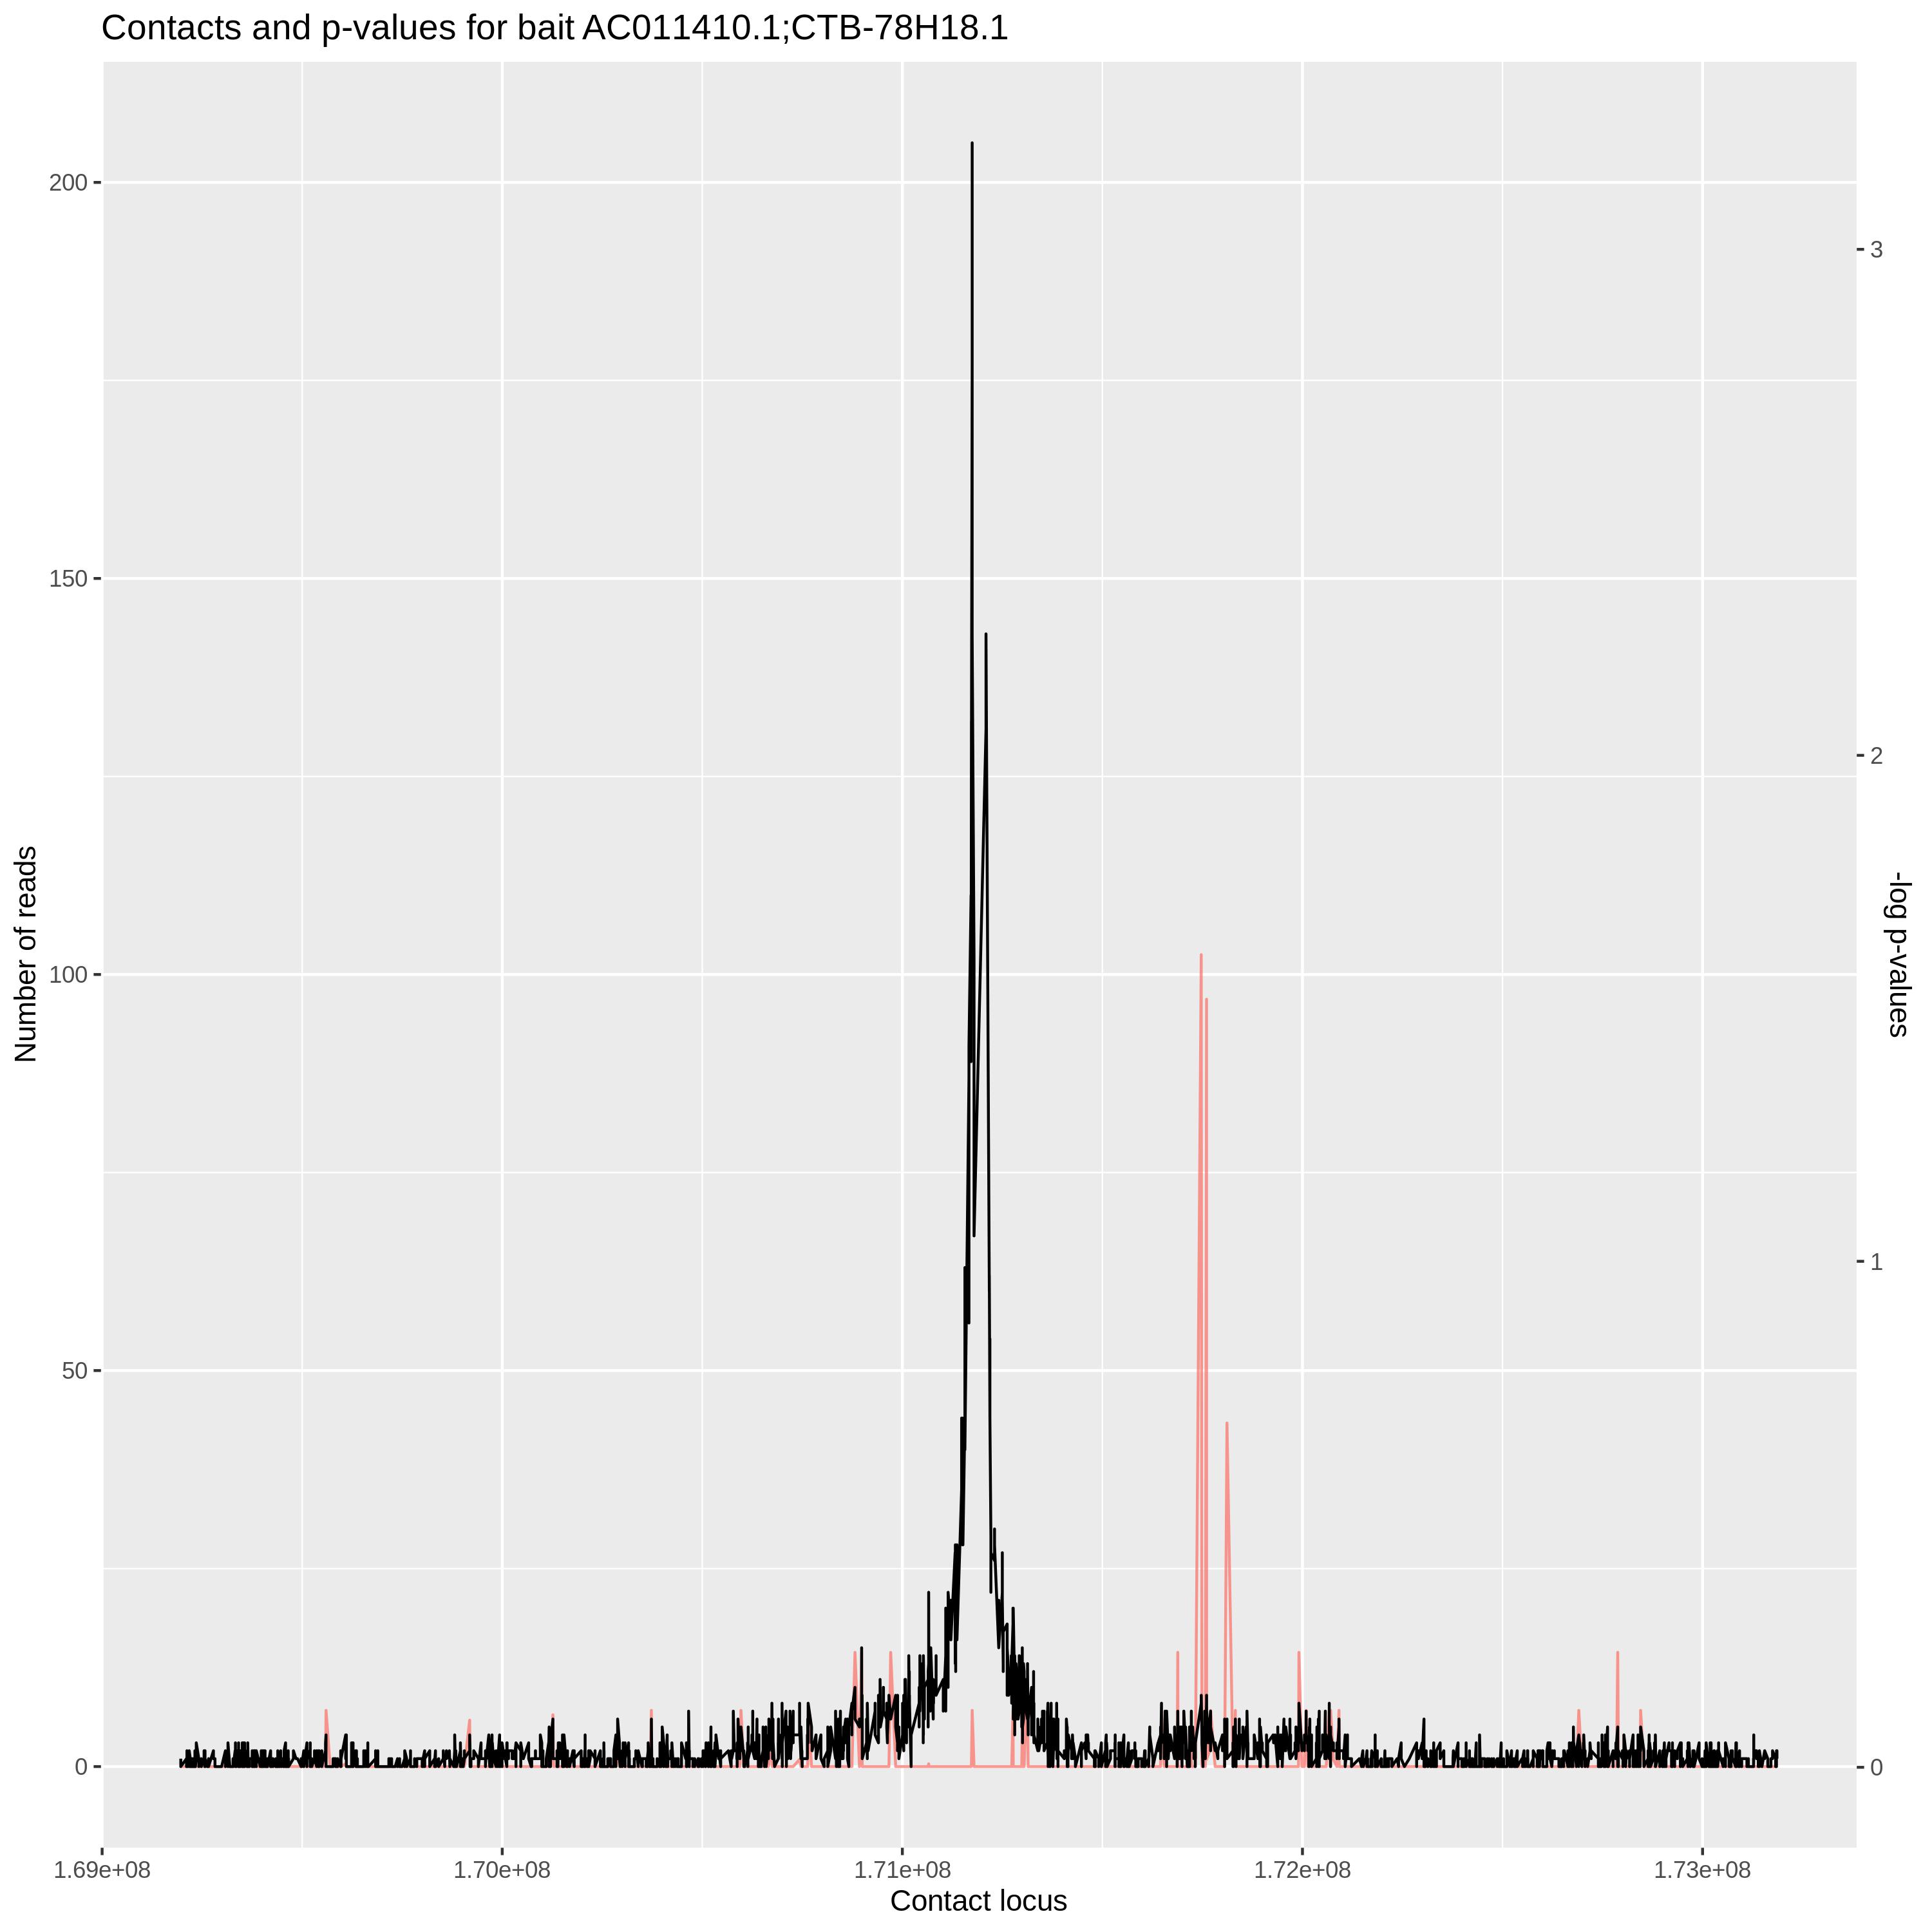 Contacts and p-values for bait AC011410.1;CTB-78H18.1
200
150
100
50
0
Number of reads
3
2
1
0
-log p-values
1.69e+08
1.70e+08
1.71e+08
1.72e+08
1.73e+08
Contact locus